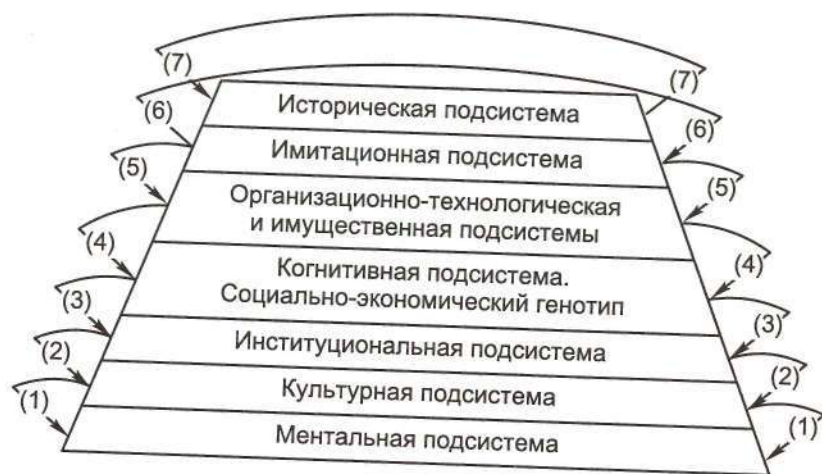 (7) (7)
Историческая подсистема
(6) (6)
Имитационная подсистема
(5) (5)
Организационно-технологическая
и имущественная подсистемы
(4) (4)
Когнитивная подсистема.
Социально-экономический генотип
(3) (3)
Институциональная подсистема
(2) (2)
Культурная подсистема
(1) (1)
Ментальная подсистема